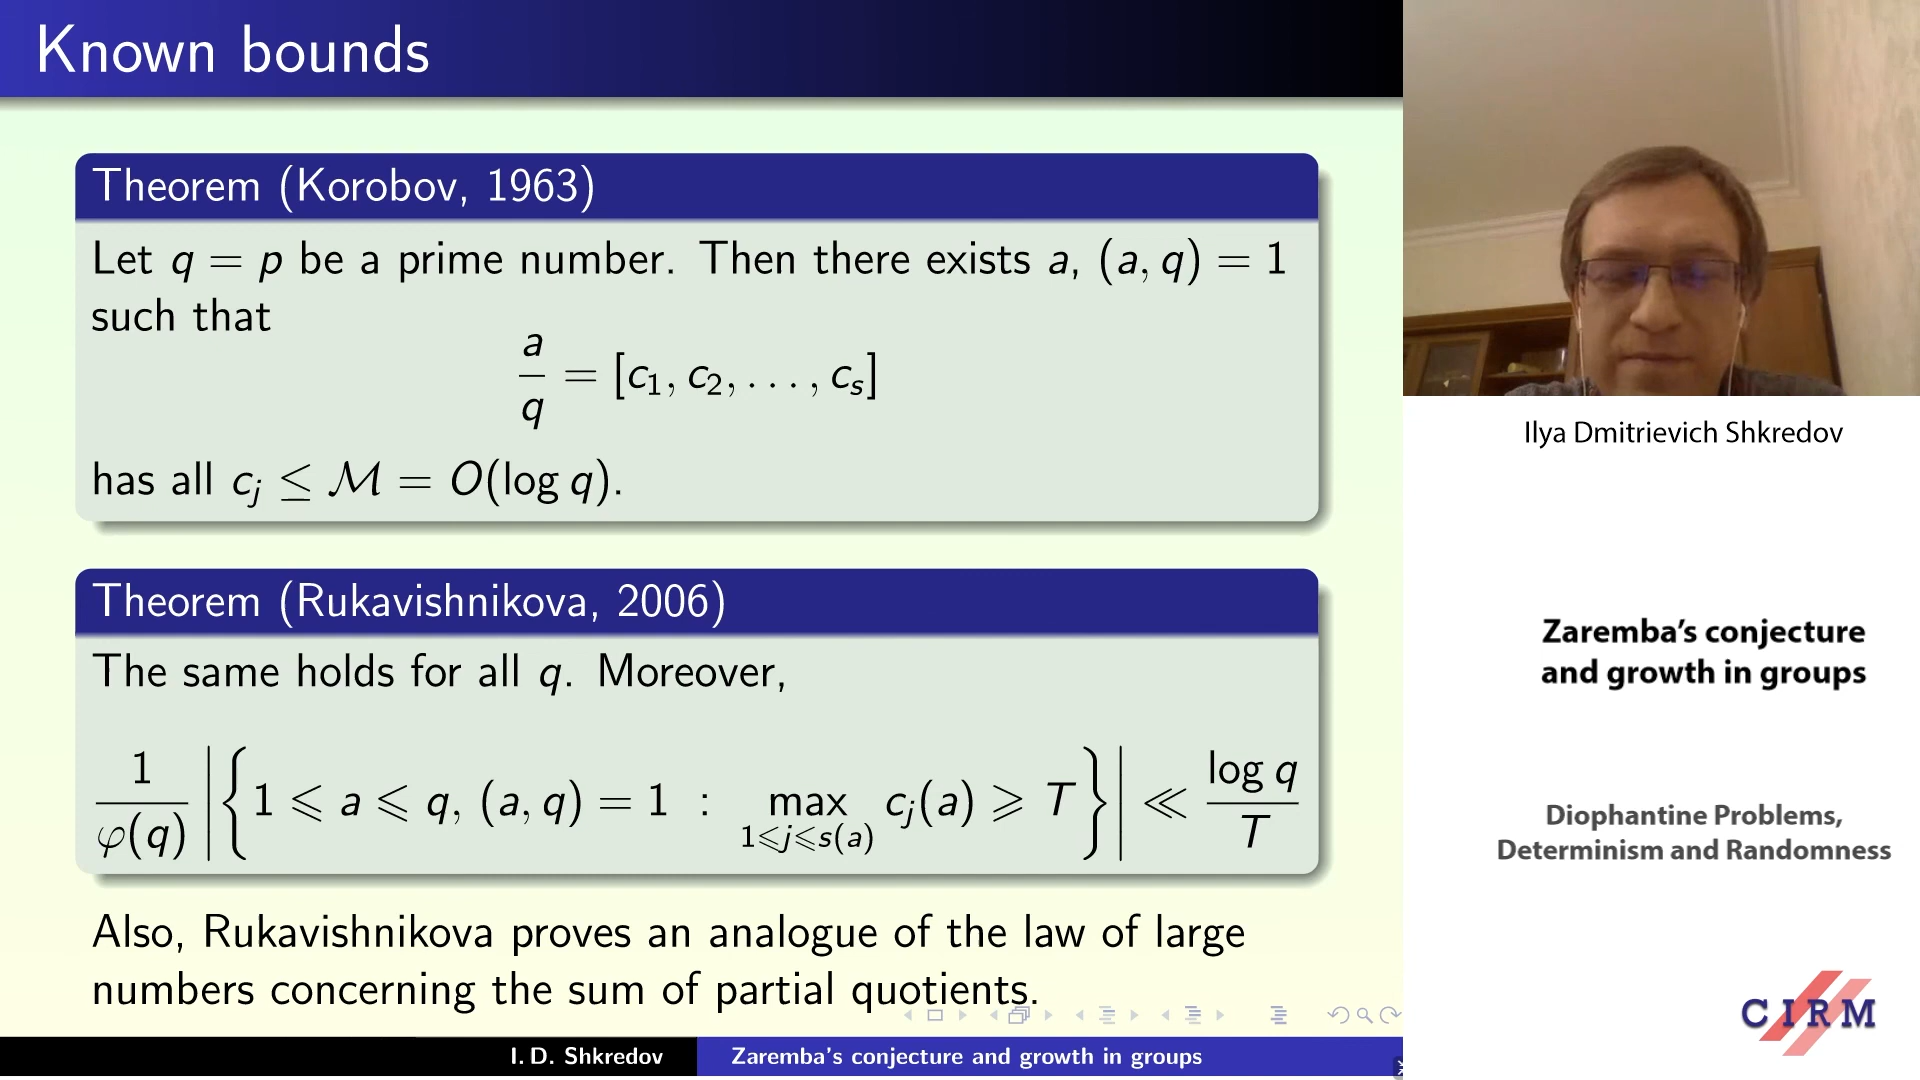 Known bounds
Theorem (Korobov, 1963)
Let q = p be a prime number. Then there exists a, (a, q) = 1
such that
a/q = [c₁, c₂, . . . , cₛ]
has all cⱼ ≤ ℳ = O(log q).
Theorem (Rukavishnikova, 2006)
The same holds for all q. Moreover,
1/φ(q) |{1 ⩽ a ⩽ q, (a, q) = 1 : max_{1⩽j⩽s(a)} cⱼ(a) ⩾ T}| ≪ log q/T
Also, Rukavishnikova proves an analogue of the law of large
numbers concerning the sum of partial quotients.
I. D. Shkredov Zaremba's conjecture and growth in groups
Ilya Dmitrievich Shkredov
Zaremba's conjecture
and growth in groups
Diophantine Problems,
Determinism and Randomness
CIRM